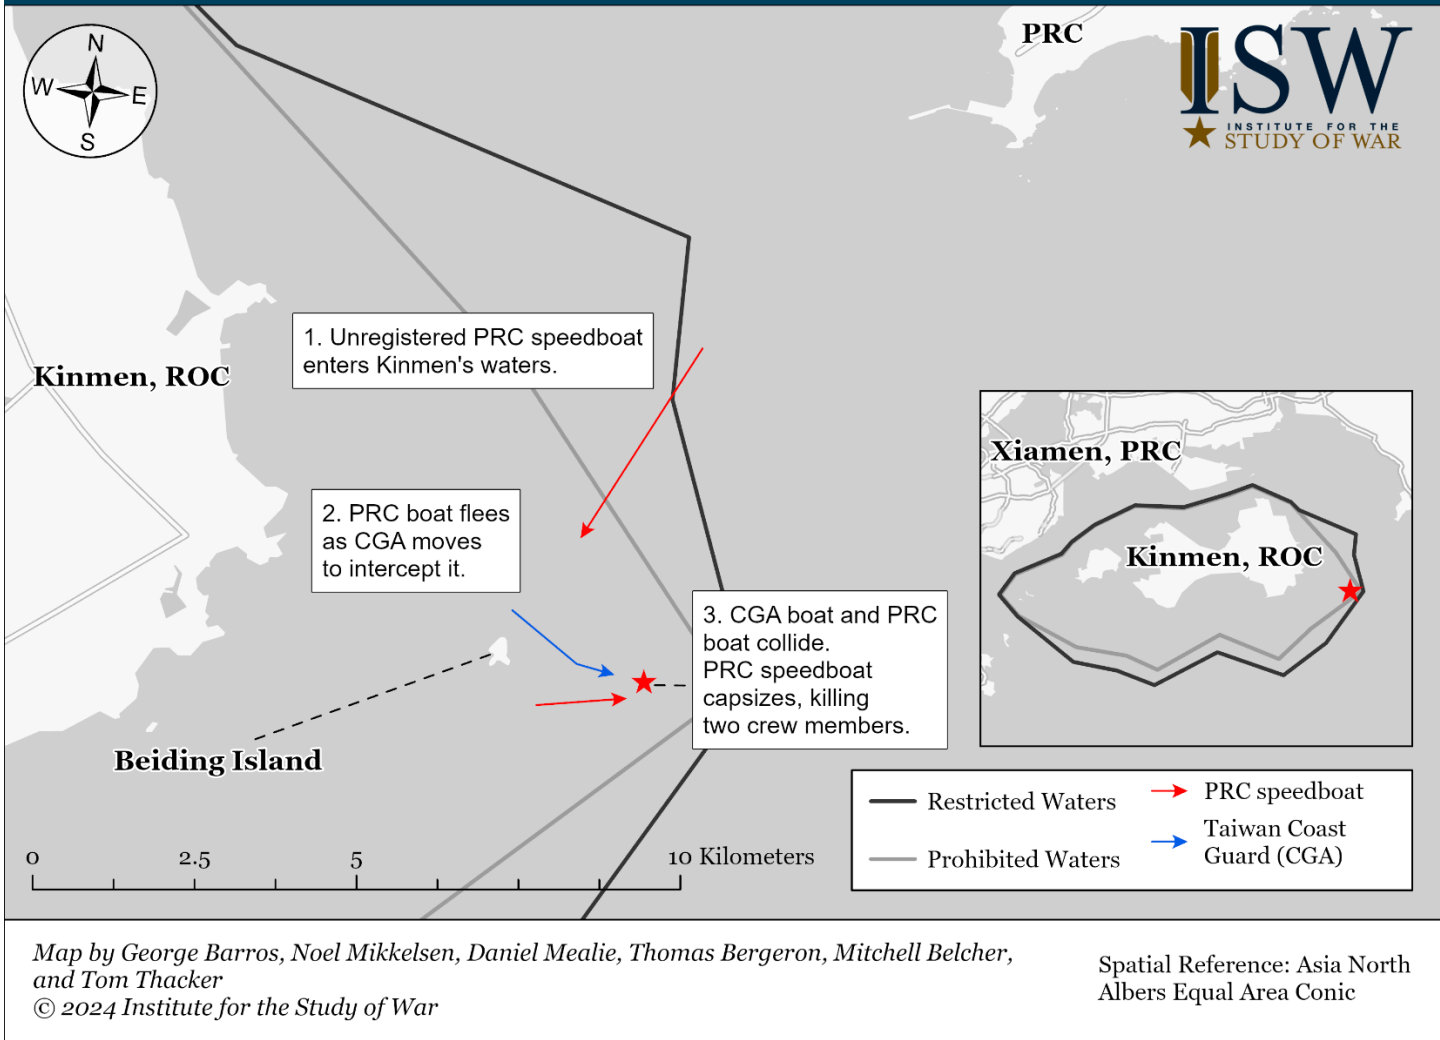 N
W
E
S
PRC
ISW
INSTITUTE FOR THE
STUDY OF WAR
1. Unregistered PRC speedboat
enters Kinmen's waters.
Kinmen, ROC
Xiamen, PRC
Kinmen, ROC
2. PRC boat flees
as CGA moves
to intercept it.
3. CGA boat and PRC
boat collide.
PRC speedboat
capsizes, killing
two crew members.
Beiding Island
Restricted Waters
Prohibited Waters
PRC speedboat
Taiwan Coast
Guard (CGA)
0 2.5 5 10 Kilometers
Map by George Barros, Noel Mikkelsen, Daniel Mealie, Thomas Bergeron, Mitchell Belcher,
and Tom Thacker
© 2024 Institute for the Study of War
Spatial Reference: Asia North
Albers Equal Area Conic